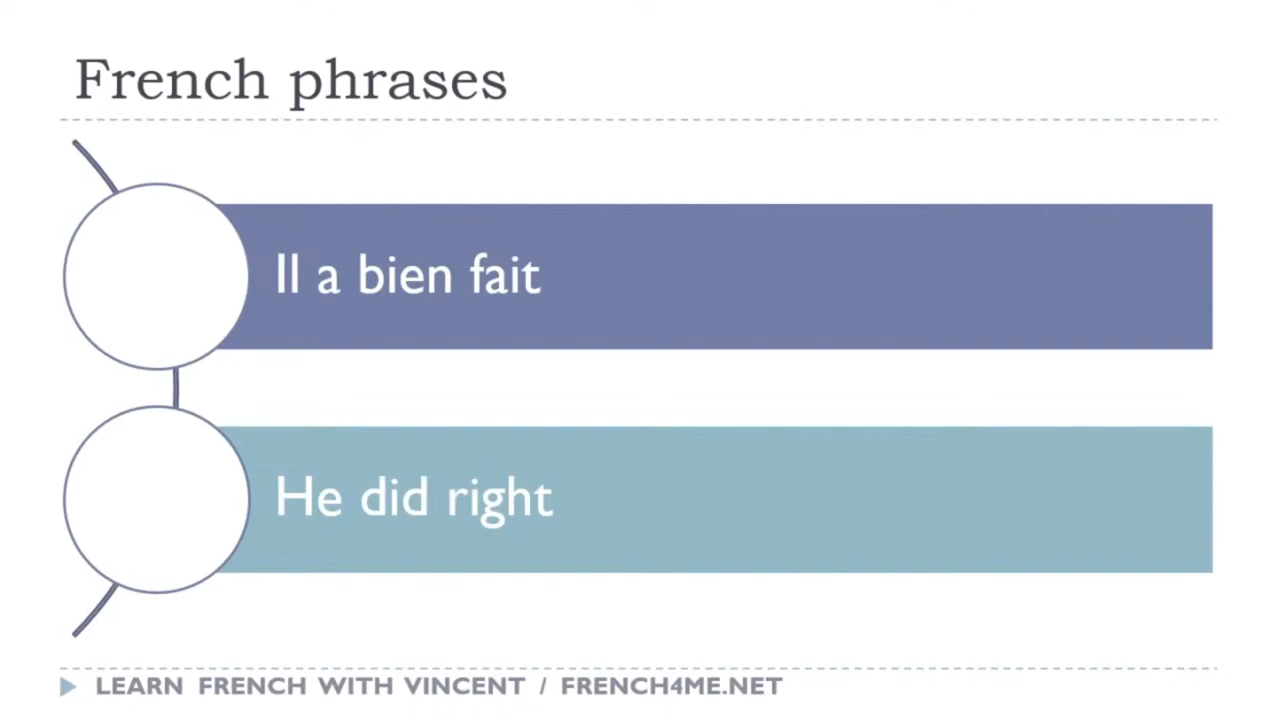 French phrases
Il a bien fait
He did right
LEARN FRENCH WITH VINCENT / FRENCH4ME.NET